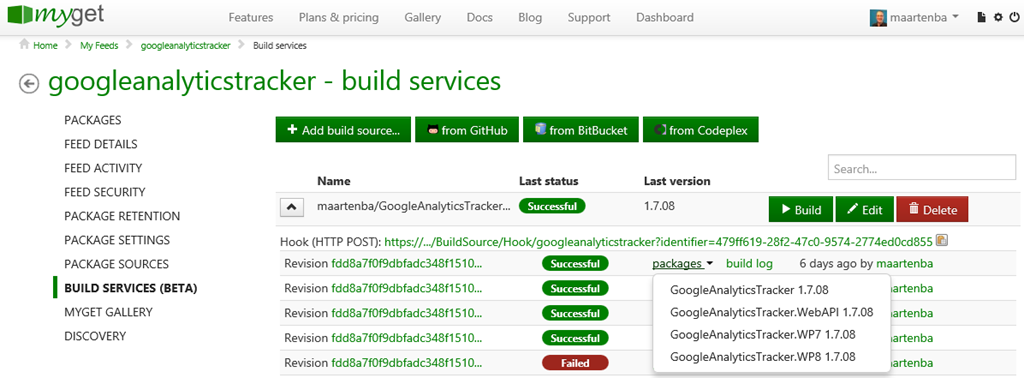 myget Features Plans & pricing Gallery Docs Blog Support Dashboard maartenba
Home My Feeds googleanalyticstracker Build services
googleanalyticstracker - build services
PACKAGES
FEED DETAILS
FEED ACTIVITY
FEED SECURITY
PACKAGE RETENTION
PACKAGE SETTINGS
PACKAGE SOURCES
BUILD SERVICES (BETA)
MYGET GALLERY
DISCOVERY
+ Add build source... from GitHub from BitBucket from Codeplex
Search...
Name Last status Last version
maartenba/GoogleAnalyticsTracker... Successful 1.7.08 Build Edit Delete
Hook (HTTP POST): https://.../BuildSource/Hook/googleanalyticstracker?identifier=479ff619-28f2-47c0-9574-2774ed0cd855
Revision fdd8a7f0f9dbfadc348f1510... Successful packages build log 6 days ago by maartenba
Revision fdd8a7f0f9dbfadc348f1510... Successful maartenba
Revision fdd8a7f0f9dbfadc348f1510... Successful maartenba
Revision fdd8a7f0f9dbfadc348f1510... Successful maartenba
Revision fdd8a7f0f9dbfadc348f1510... Failed maartenba
GoogleAnalyticsTracker 1.7.08
GoogleAnalyticsTracker.WebAPI 1.7.08
GoogleAnalyticsTracker.WP7 1.7.08
GoogleAnalyticsTracker.WP8 1.7.08